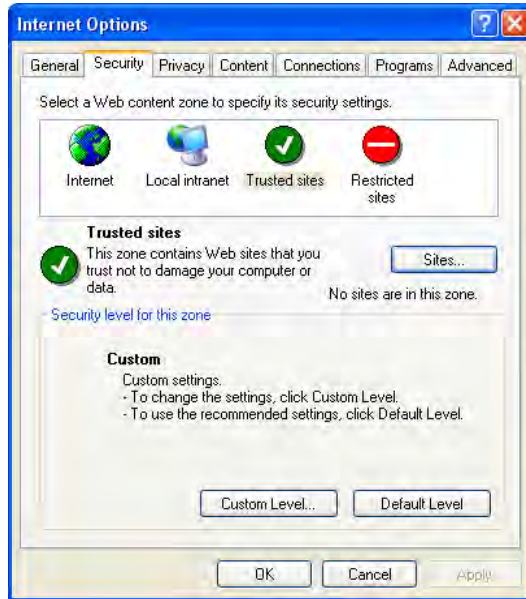 Internet Options
General Security Privacy Content Connections Programs Advanced
Select a Web content zone to specify its security settings.
Internet Local intranet Trusted sites Restricted sites
Trusted sites
This zone contains Web sites that you
trust not to damage your computer or
data.
Sites...
No sites are in this zone.
Security level for this zone
Custom
Custom settings.
- To change the settings, click Custom Level.
- To use the recommended settings, click Default Level.
Custom Level... Default Level
OK Cancel Apply